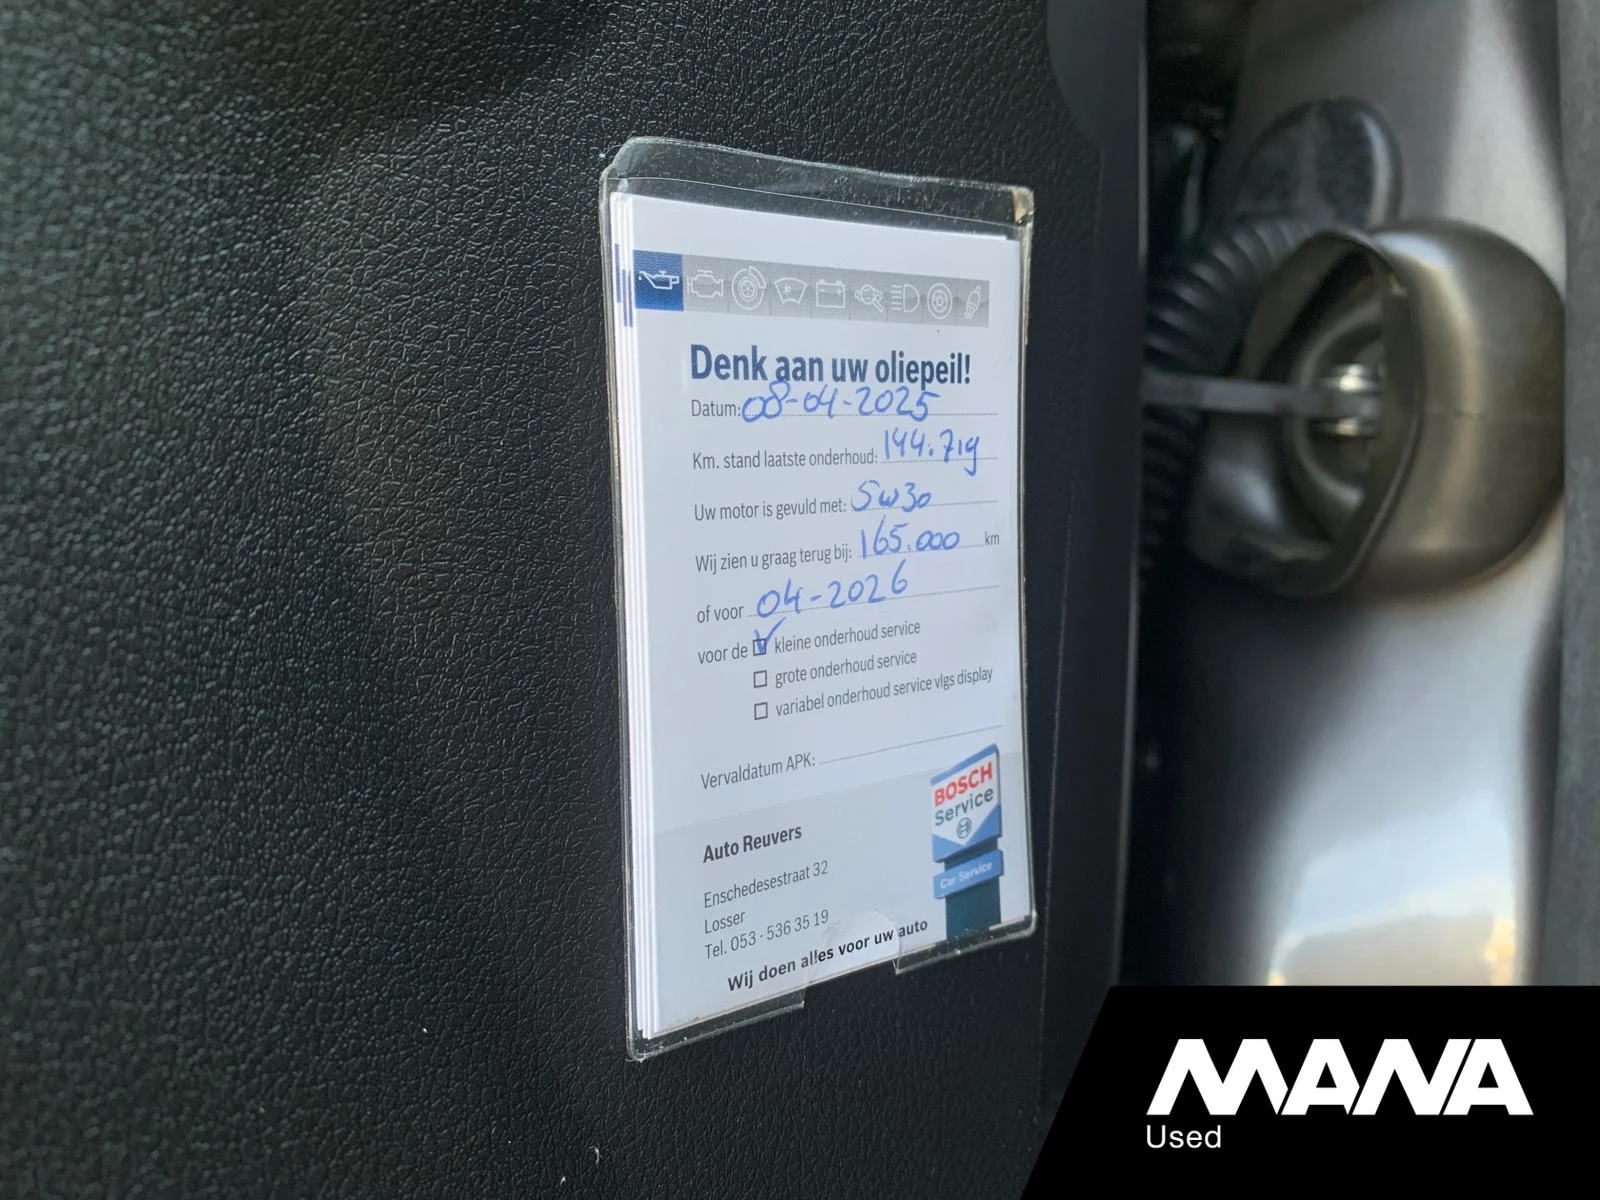 Denk aan uw oliepeil!
Datum: 08-04-2025
Km. stand laatste onderhoud: 144.719
Uw motor is gevuld met: 5w30
Wij zien u graag terug bij: 165.000 km
of voor 04-2026
voor de kleine onderhoud service
grote onderhoud service
variabel onderhoud service vlgs display
Vervaldatum APK:
BOSCH
Service
Car Service
Auto Reuvers
Enschedesestraat 32
Losser
Tel. 053 - 536 35 19
Wij doen alles voor uw auto
MANA
Used